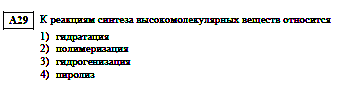 А29 К реакциям синтеза высокомолекулярных веществ относится
1) гидратация
2) полимеризация
3) гидрогенизация
4) пиролиз